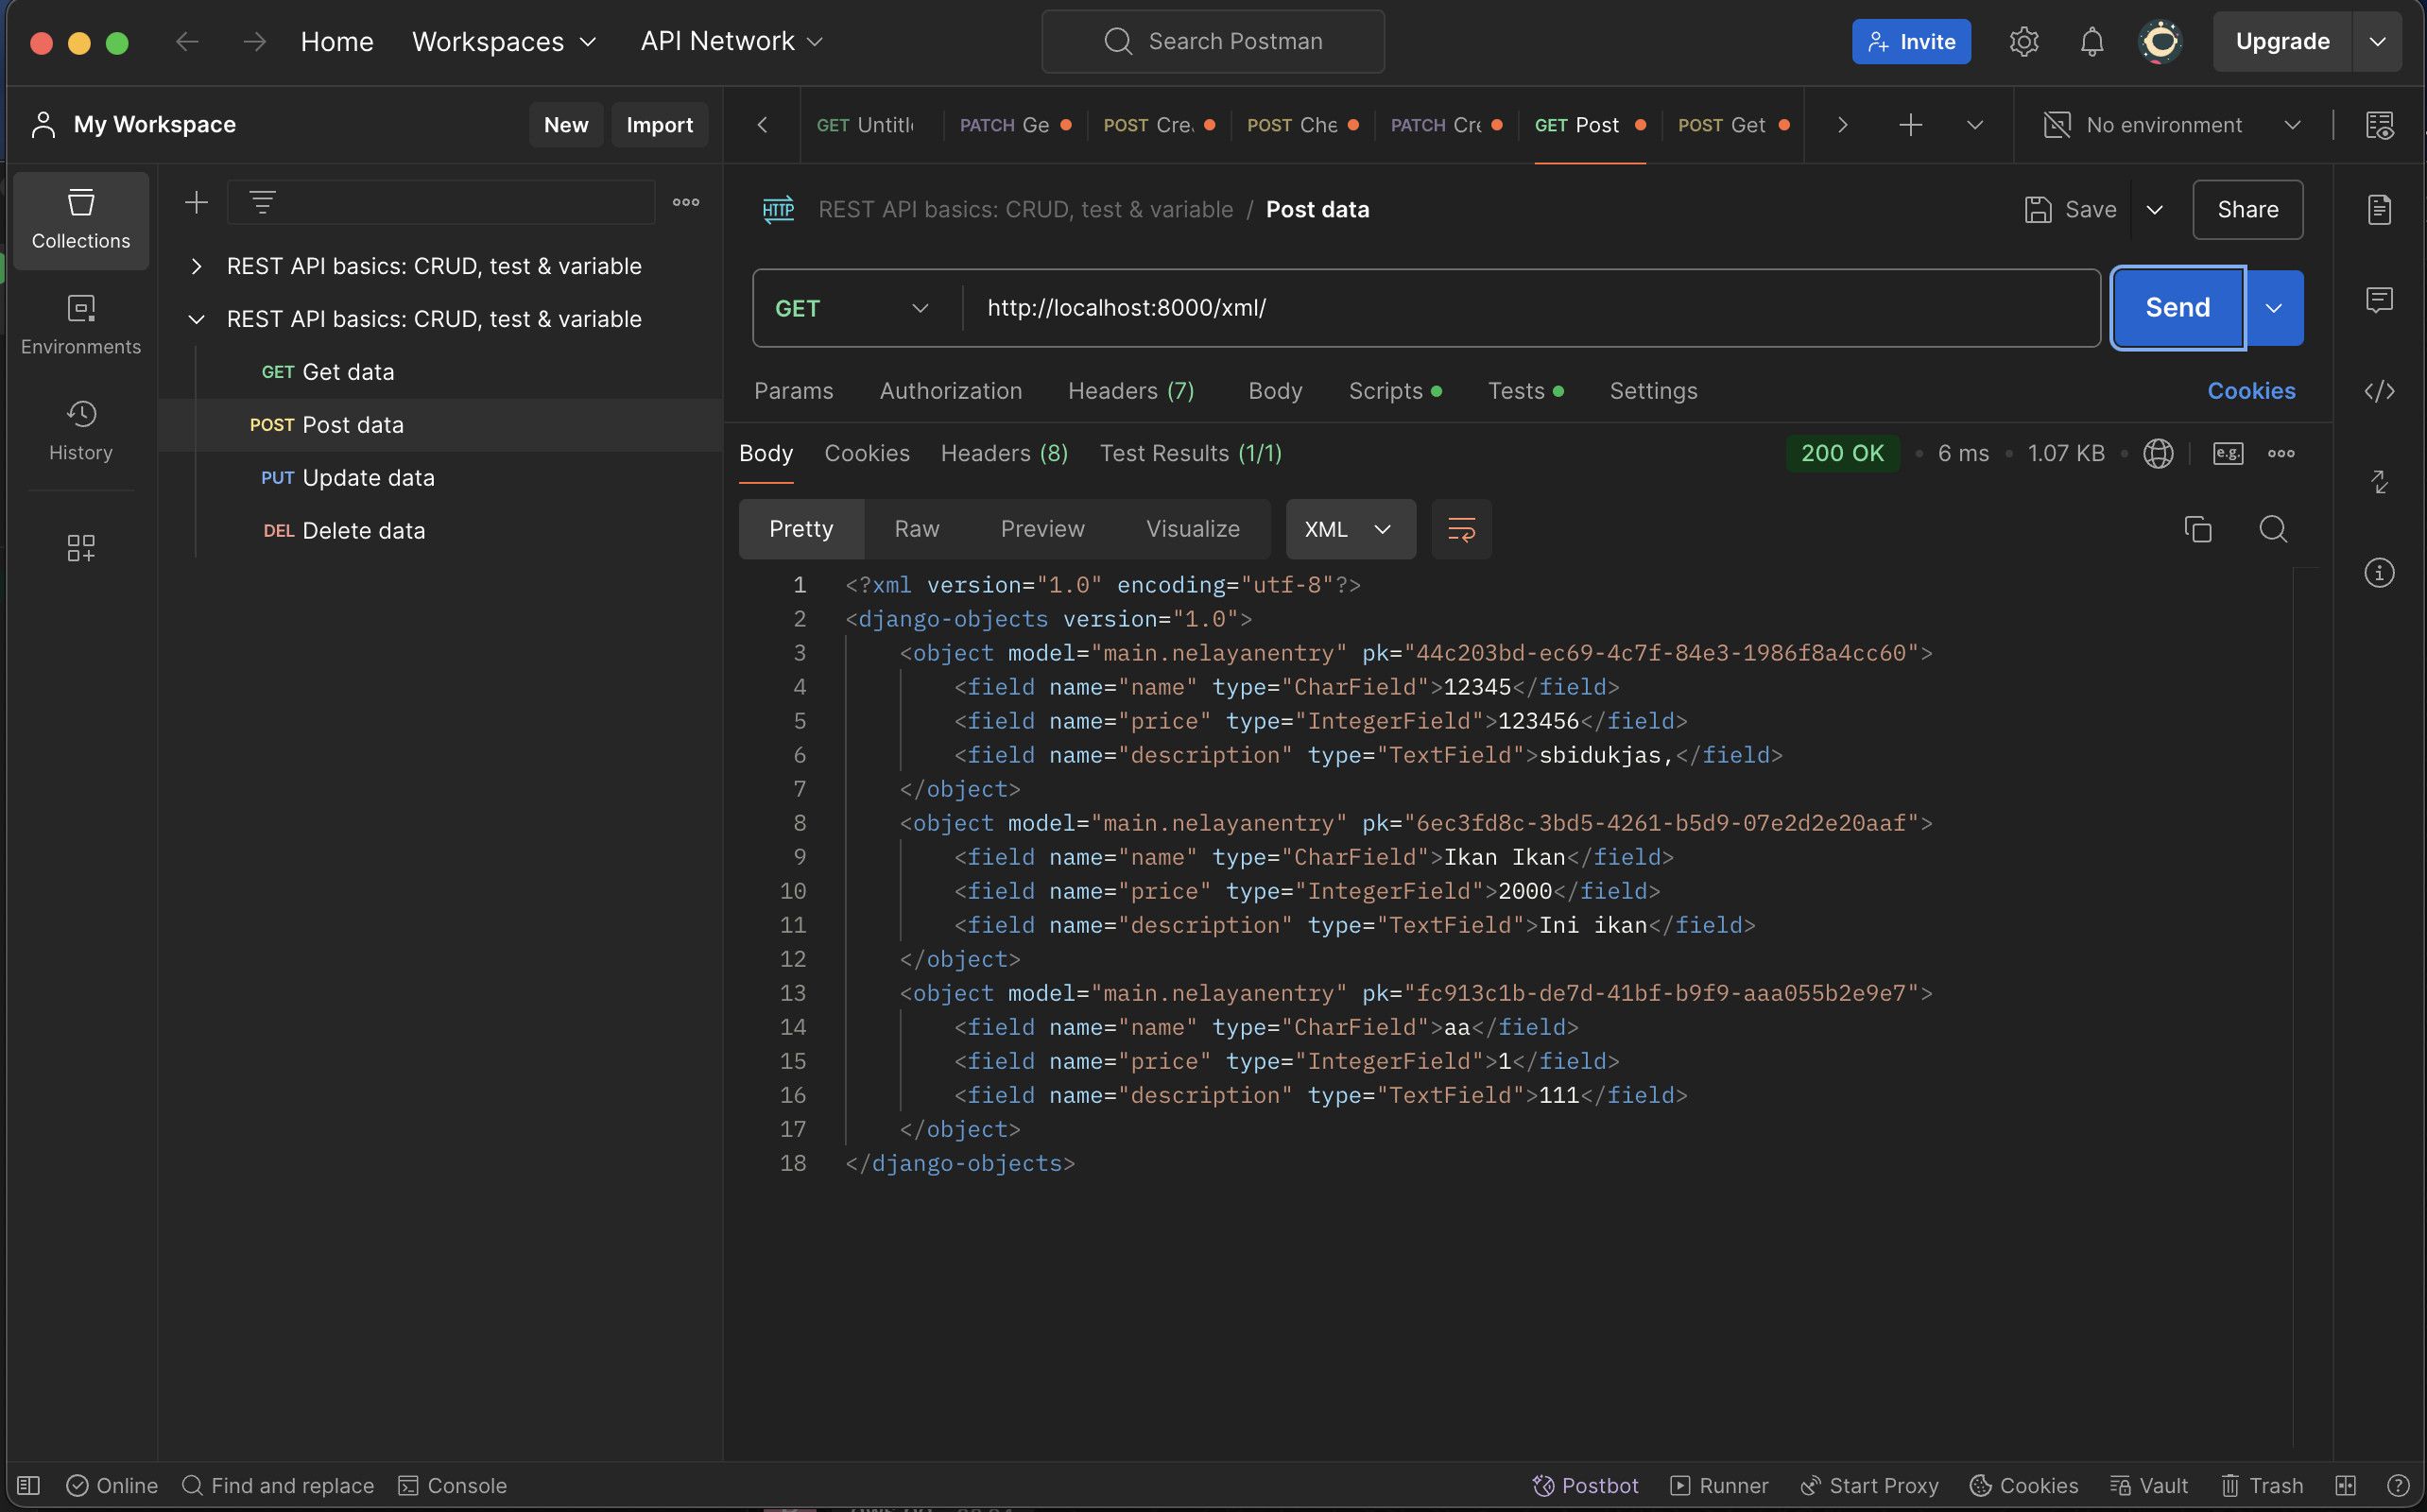 Home Workspaces API Network Search Postman Invite Upgrade
My Workspace New Import
GET Untitl PATCH Ge POST Cre POST Che PATCH Cre GET Post POST Get No environment
Collections
Environments
History
REST API basics: CRUD, test & variable
REST API basics: CRUD, test & variable
GET Get data
POST Post data
PUT Update data
DEL Delete data
HTTP REST API basics: CRUD, test & variable / Post data Save Share
GET http://localhost:8000/xml/ Send
Params Authorization Headers (7) Body Scripts Tests Settings Cookies
Body Cookies Headers (8) Test Results (1/1) 200 OK 6 ms 1.07 KB e.g.
Pretty Raw Preview Visualize XML
1 <?xml version="1.0" encoding="utf-8"?>
2 <django-objects version="1.0">
3 <object model="main.nelayanentry" pk="44c203bd-ec69-4c7f-84e3-1986f8a4cc60">
4 <field name="name" type="CharField">12345</field>
5 <field name="price" type="IntegerField">123456</field>
6 <field name="description" type="TextField">sbidukjas,</field>
7 </object>
8 <object model="main.nelayanentry" pk="6ec3fd8c-3bd5-4261-b5d9-07e2d2e20aaf">
9 <field name="name" type="CharField">Ikan Ikan</field>
10 <field name="price" type="IntegerField">2000</field>
11 <field name="description" type="TextField">Ini ikan</field>
12 </object>
13 <object model="main.nelayanentry" pk="fc913c1b-de7d-41bf-b9f9-aaa055b2e9e7">
14 <field name="name" type="CharField">aa</field>
15 <field name="price" type="IntegerField">1</field>
16 <field name="description" type="TextField">111</field>
17 </object>
18 </django-objects>
Online Find and replace Console Postbot Runner Start Proxy Cookies Vault Trash